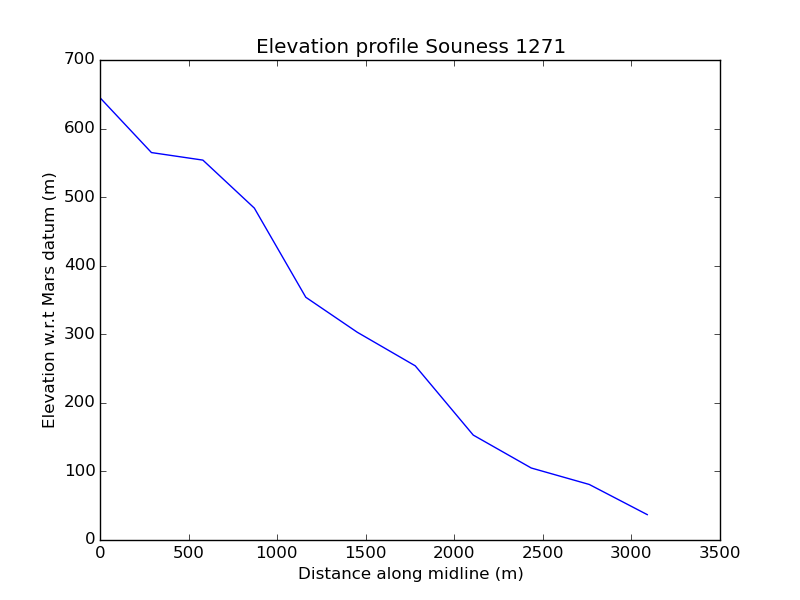 Elevation profile Souness 1271
700
600
500
400
300
200
100
0
Elevation w.r.t Mars datum (m)
0 500 1000 1500 2000 2500 3000 3500
Distance along midline (m)